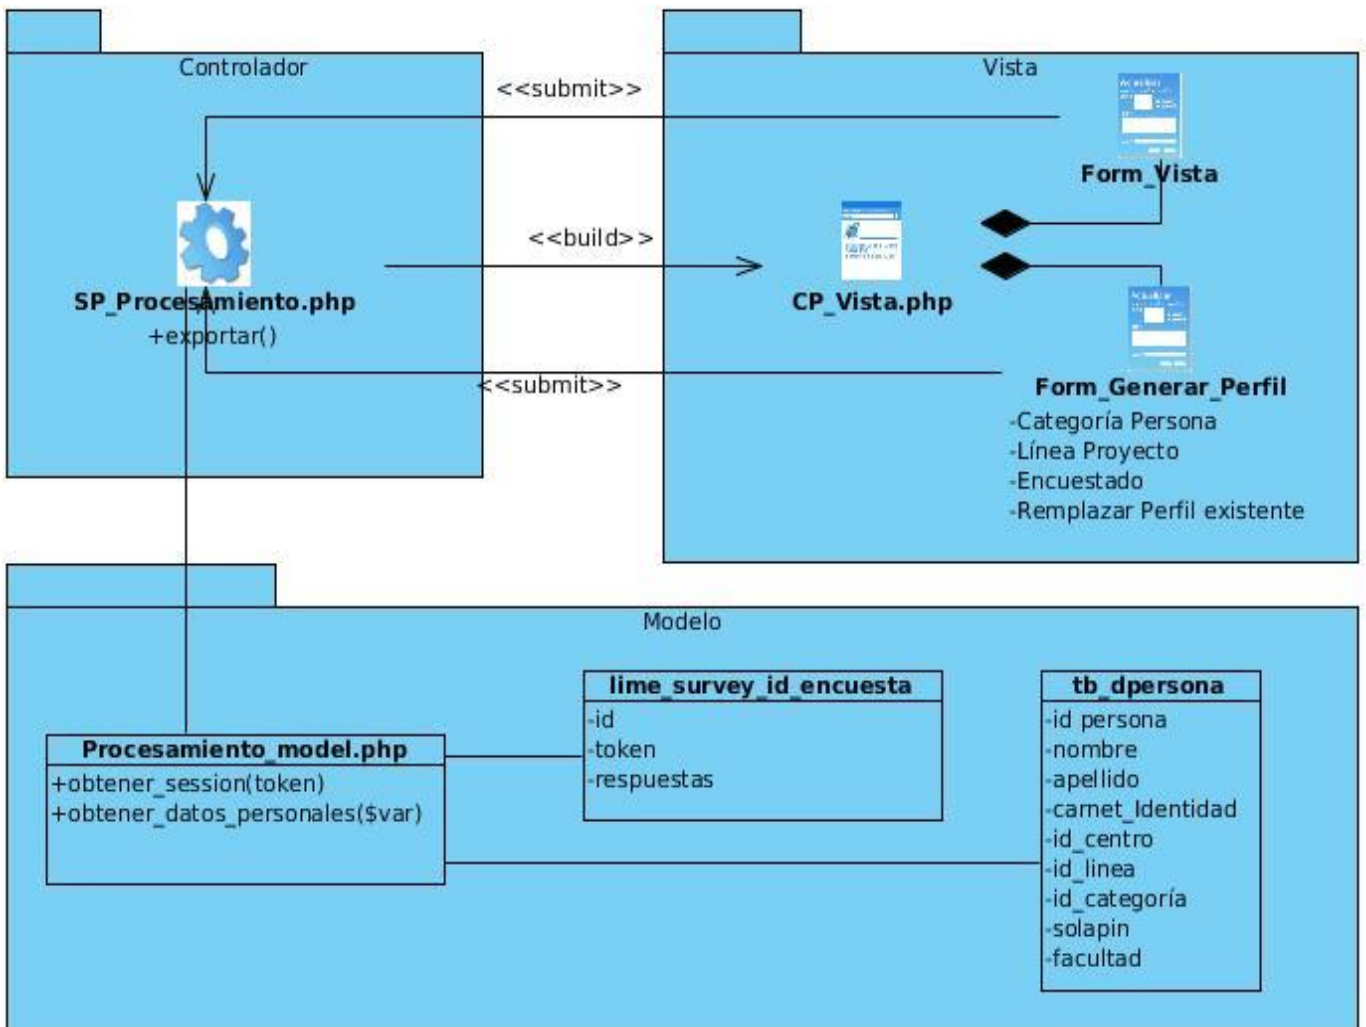 Controlador
SP_Procesamiento.php
+exportar()
<<submit>>
<<build>>
<<submit>>
Vista
Form_Vista
CP_Vista.php
Form_Generar_Perfil
-Categoría Persona
-Línea Proyecto
-Encuestado
-Remplazar Perfil existente
Modelo
Procesamiento_model.php
+obtener_session(token)
+obtener_datos_personales($var)
lime_survey_id_encuesta
-id
-token
-respuestas
tb_dpersona
-id persona
-nombre
-apellido
-carnet_Identidad
-id_centro
-id_linea
-id_categoría
-solapin
-facultad